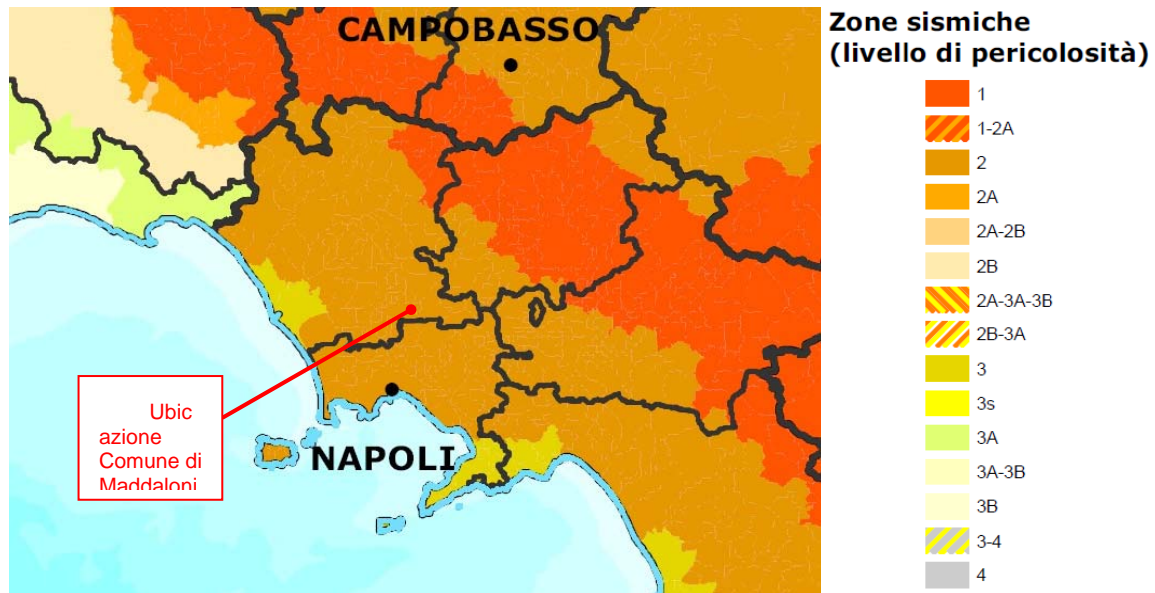 CAMPOBASSO
NAPOLI
Ubic
azione
Comune di
Maddaloni
Zone sismiche
(livello di pericolosità)
1
1-2A
2
2A
2A-2B
2B
2A-3A-3B
2B-3A
3
3s
3A
3A-3B
3B
3-4
4